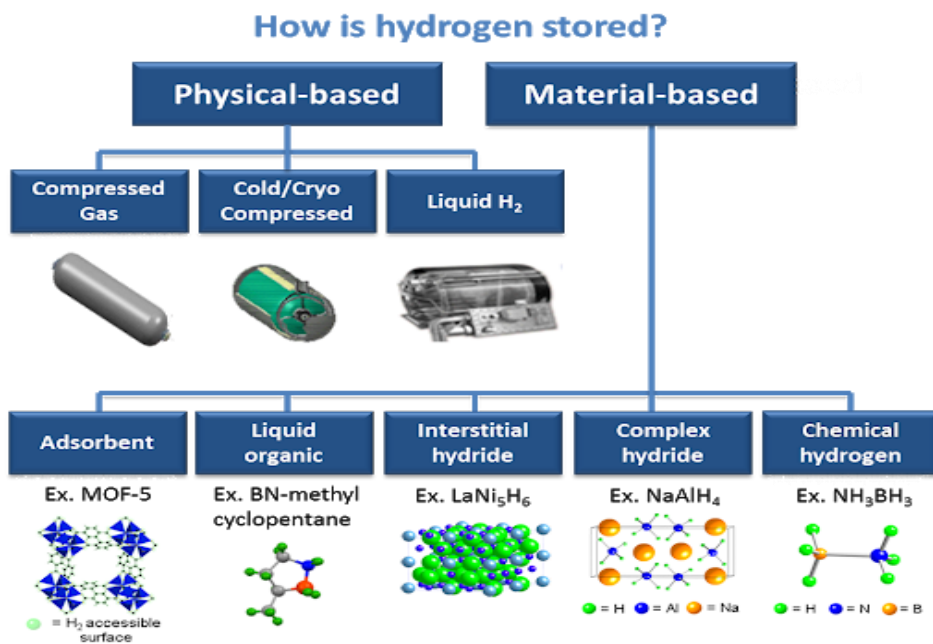 How is hydrogen stored?
Physical-based
Material-based
Compressed
Gas
Cold/Cryo
Compressed
Liquid H₂
Adsorbent
Liquid
organic
Interstitial
hydride
Complex
hydride
Chemical
hydrogen
Ex. MOF-5
Ex. BN-methyl
cyclopentane
Ex. LaNi₅H₆
Ex. NaAlH₄
Ex. NH₃BH₃
= H₂ accessible
surface
= H = Al = Na
= H = N = B